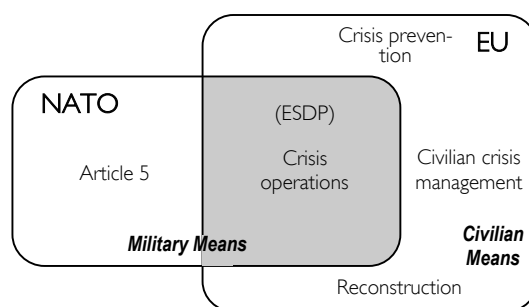 Crisis preven-
tion
EU
NATO
(ESDP)
Article 5
Crisis
operations
Civilian crisis
management
Military Means
Civilian
Means
Reconstruction